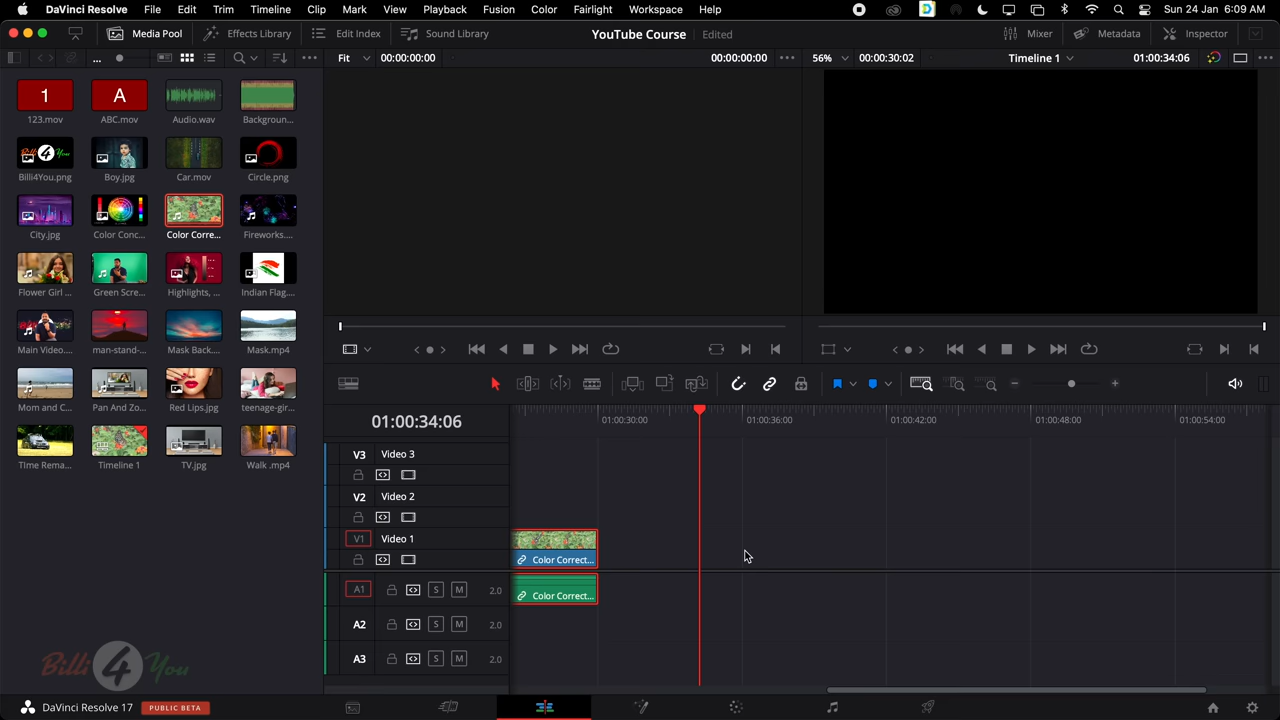 DaVinci Resolve File Edit Trim Timeline Clip Mark View Playback Fusion Color Fairlight Workspace Help Sun 24 Jan 6:09 AM
Media Pool Effects Library Edit Index Sound Library YouTube Course Edited Mixer Metadata Inspector
... Fit 00:00:00:00 00:00:00:00 56% 00:00:30:02 Timeline 1 01:00:34:06
1 A
123.mov ABC.mov Audio.wav Backgroun...
Billi4You
Billi4You.png Boy.jpg Car.mov Circle.png
City.jpg Color Conc... Color Corre... Fireworks....
Flower Girl ... Green Scre... Highlights, ... Indian Flag....
Main Video.... man-stand-... Mask Back.... Mask.mp4
Mom and C... Pan And Zo... Red Lips.jpg teenage-gir...
TIme Rema... Timeline 1 TV.jpg Walk .mp4
01:00:34:06 01:00:30:00 01:00:36:00 01:00:42:00 01:00:48:00 01:00:54:00
V3 Video 3
V2 Video 2
V1 Video 1
Color Correct...
A1 S M 2.0 Color Correct...
A2 S M 2.0
A3 S M 2.0
Billi4You
DaVinci Resolve 17 PUBLIC BETA